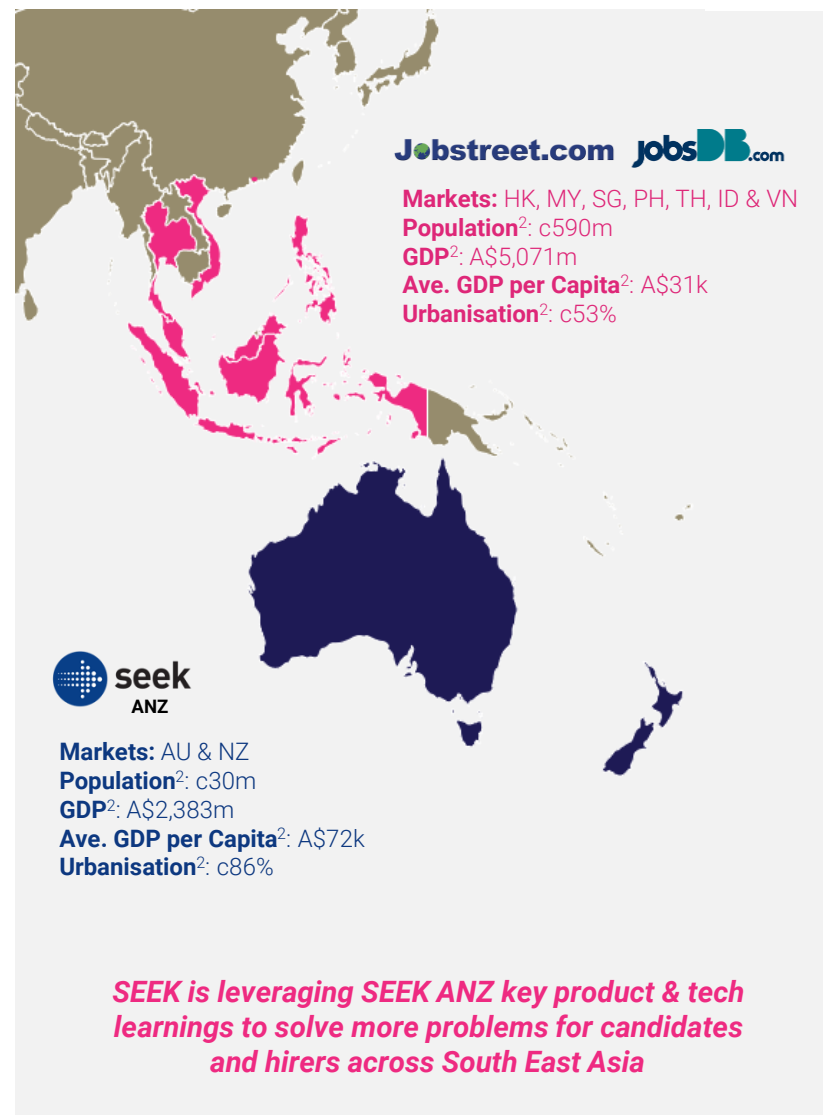 Jobstreet.com jobsDB.com
Markets: HK, MY, SG, PH, TH, ID & VN
Population²: c590m
GDP²: A$5,071m
Ave. GDP per Capita²: A$31k
Urbanisation²: c53%
seek
ANZ
Markets: AU & NZ
Population²: c30m
GDP²: A$2,383m
Ave. GDP per Capita²: A$72k
Urbanisation²: c86%
SEEK is leveraging SEEK ANZ key product & tech
learnings to solve more problems for candidates
and hirers across South East Asia